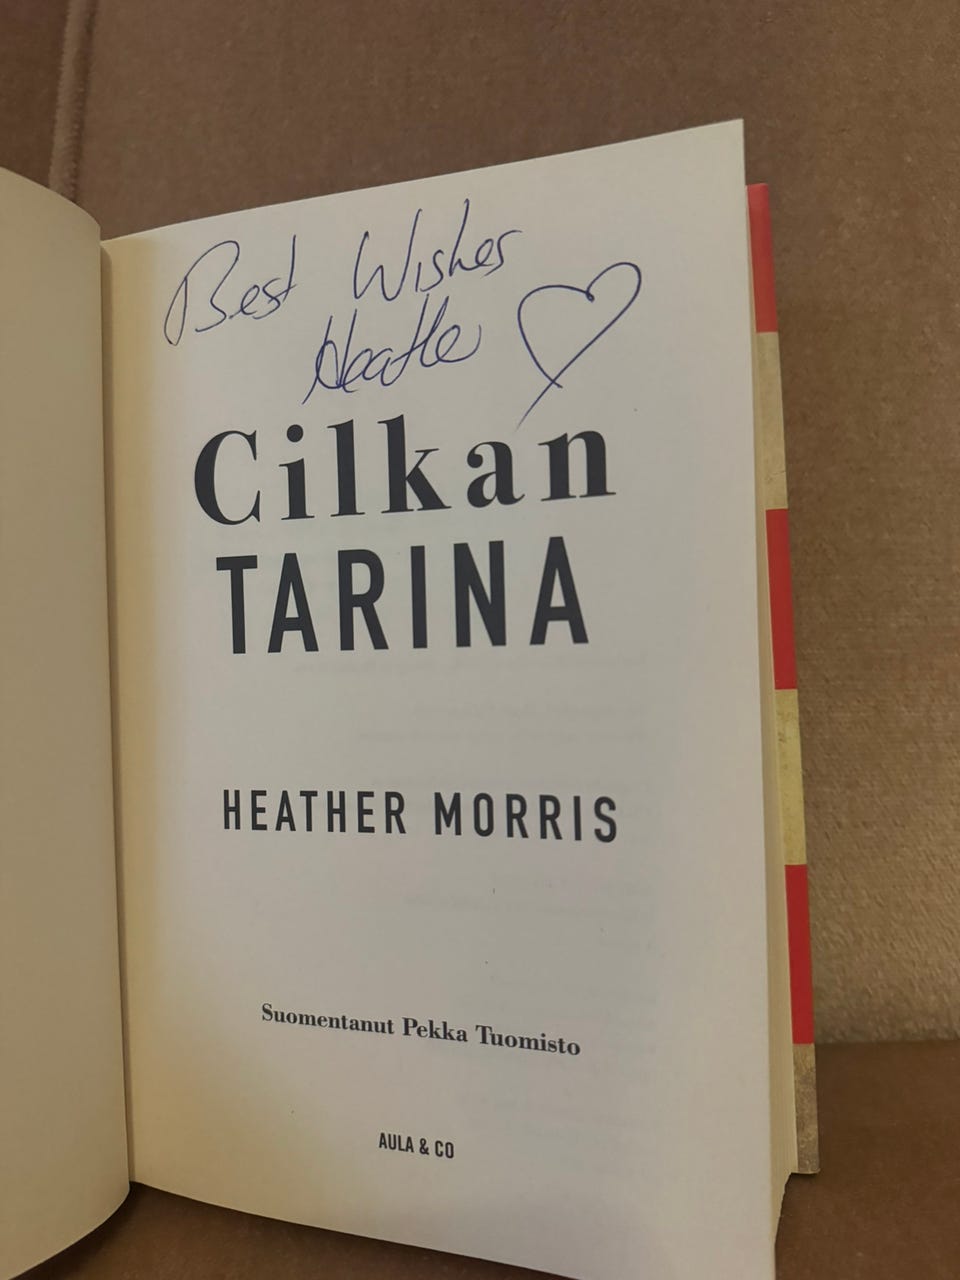 Best Wishes
Heather
Cilkan
TARINA
HEATHER MORRIS
Suomentanut Pekka Tuomisto
AULA & CO